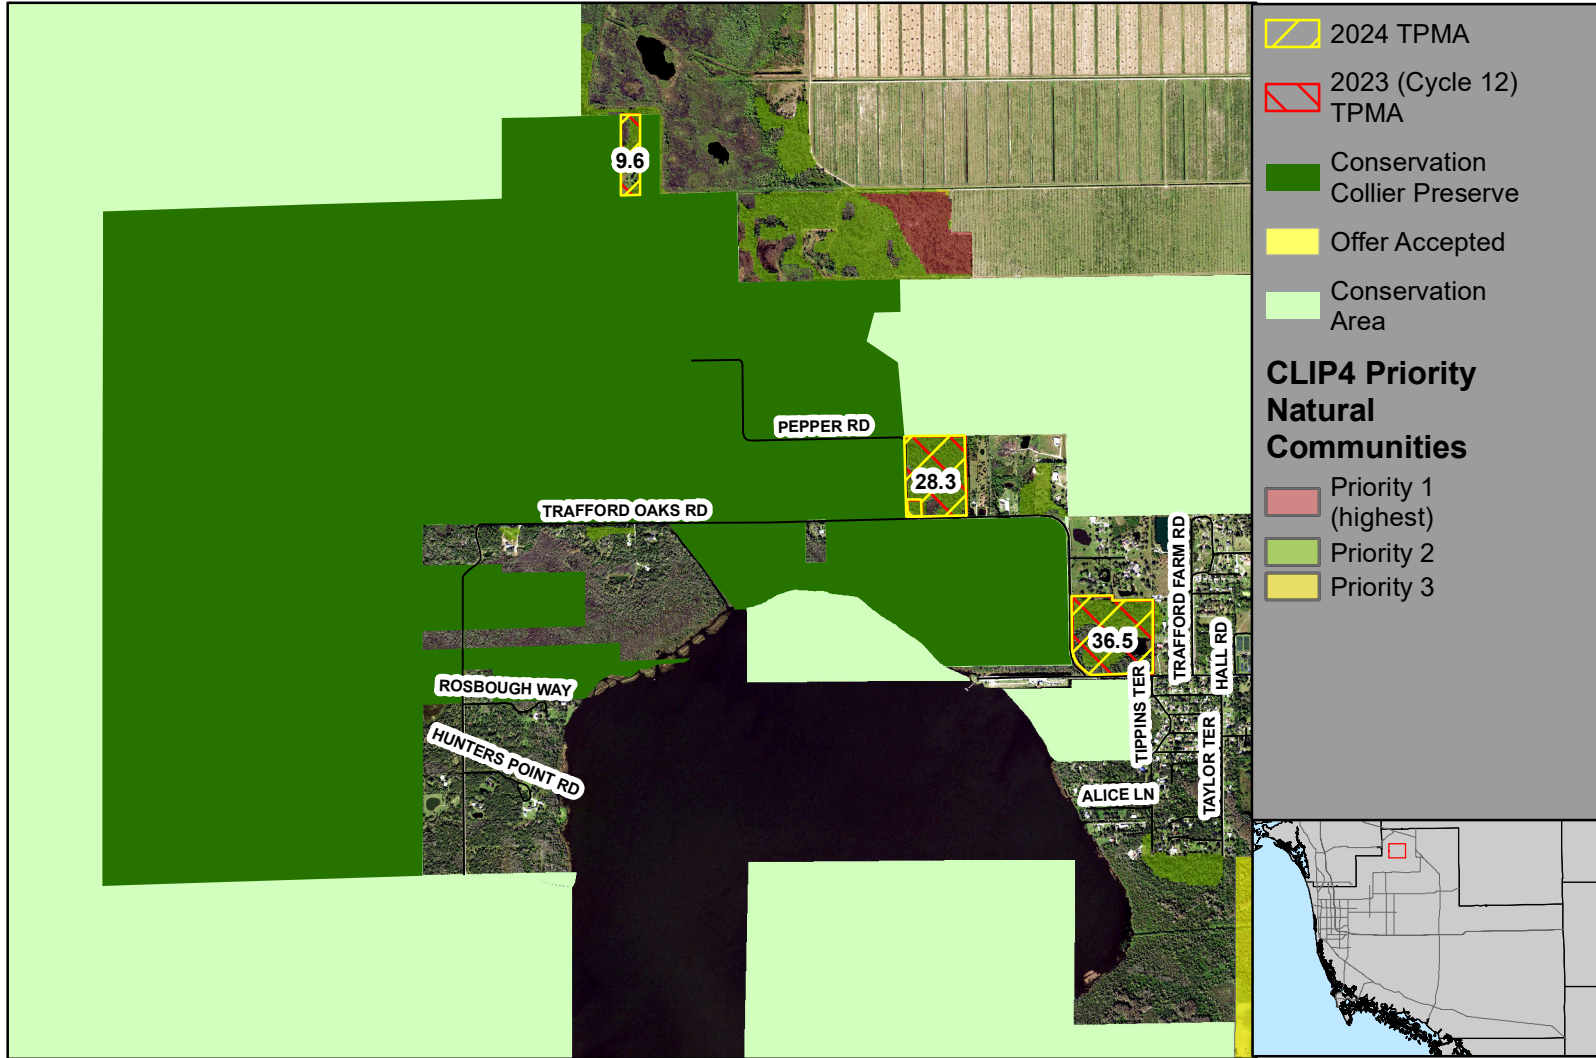 9.6
PEPPER RD
28.3
TRAFFORD OAKS RD
TRAFFORD FARM RD
36.5
HALL RD
TIPPINS TER
ROSBOUGH WAY
HUNTERS POINT RD
TAYLOR TER
ALICE LN
2024 TPMA
2023 (Cycle 12)
TPMA
Conservation
Collier Preserve
Offer Accepted
Conservation
Area
CLIP4 Priority
Natural
Communities
Priority 1
(highest)
Priority 2
Priority 3